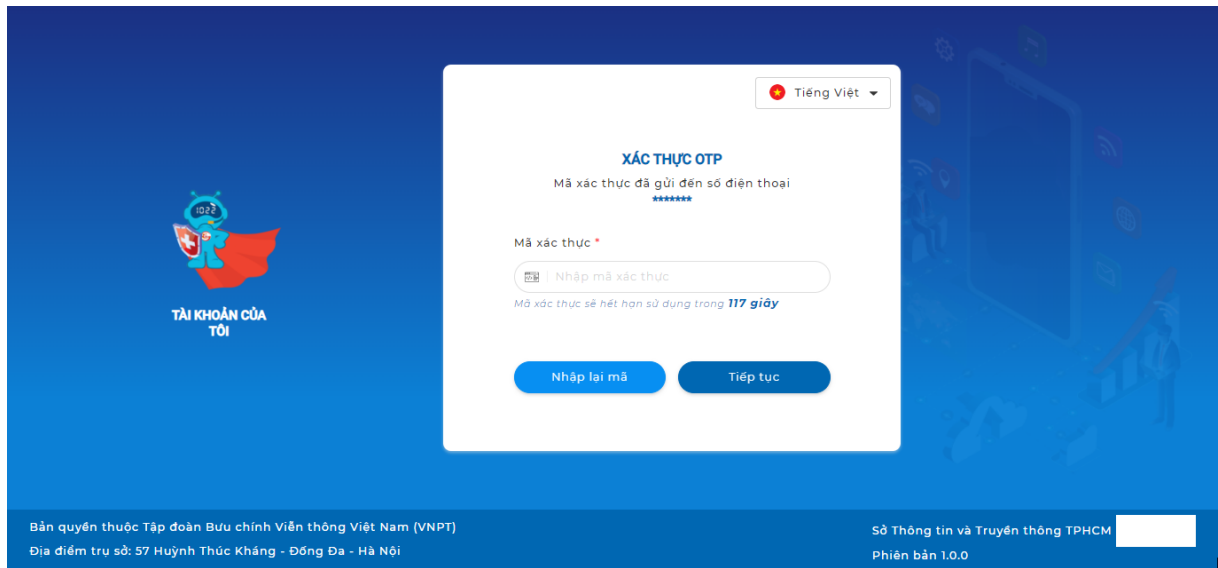 Tiếng Việt
XÁC THỰC OTP
Mã xác thực đã gửi đến số điện thoại
*******
1022
TÀI KHOẢN CỦA
TÔI
Mã xác thực *
Nhập mã xác thực
Mã xác thực sẽ hết hạn sử dụng trong 117 giây
Nhập lại mã
Tiếp tục
Bản quyền thuộc Tập đoàn Bưu chính Viễn thông Việt Nam (VNPT)
Địa điểm trụ sở: 57 Huỳnh Thúc Kháng - Đống Đa - Hà Nội
Sở Thông tin và Truyền thông TPHCM
Phiên bản 1.0.0